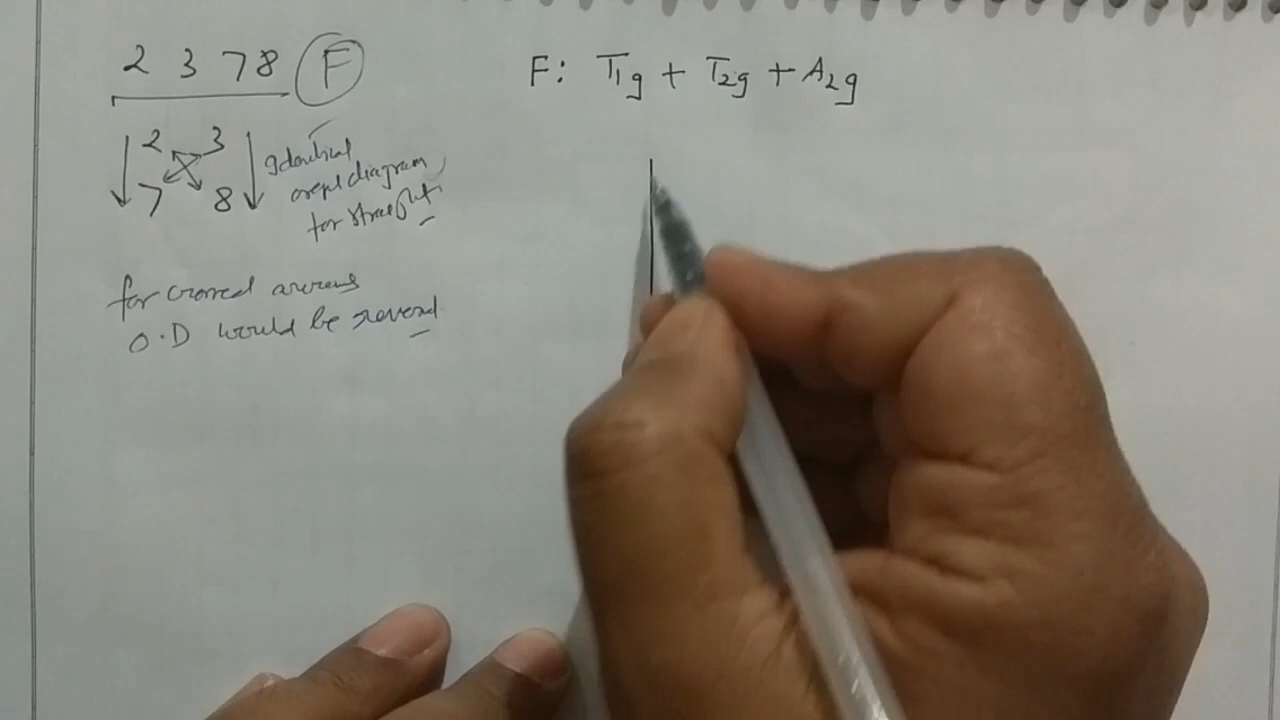 2 3 7 8 F
2 3
7 8
Identical
orgel diagram
for straight
for crossed arrows
O.D would be reversed
F: T1g + T2g + A2g